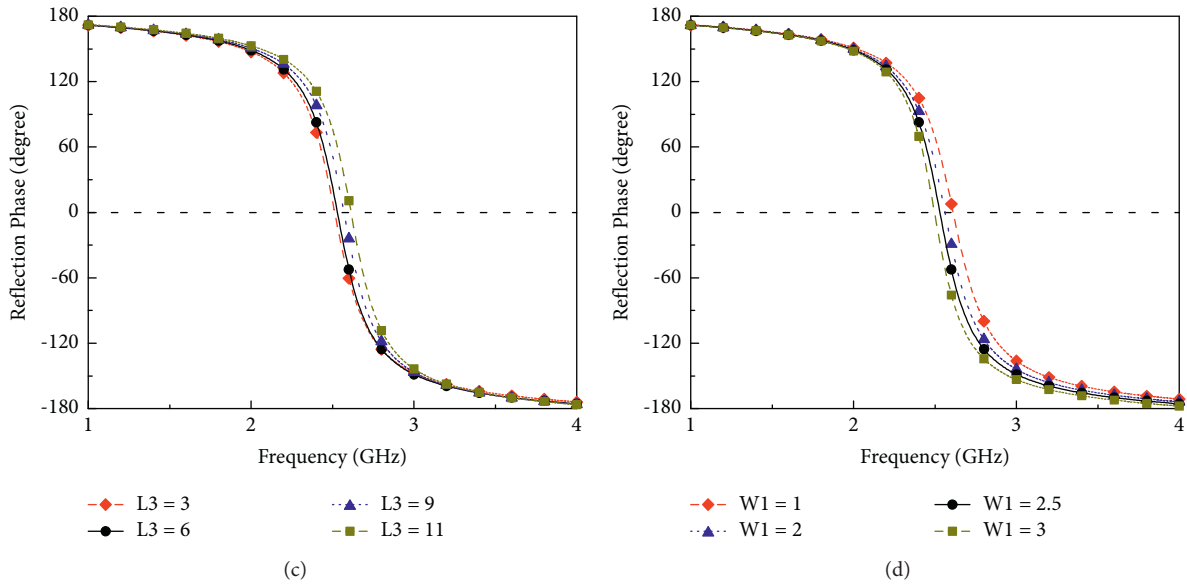 180
120
60
0
-60
-120
-180
Reflection Phase (degree)
1
2
3
4
Frequency (GHz)
L3 = 3
L3 = 9
L3 = 6
L3 = 11
(c)
180
120
60
0
-60
-120
-180
Reflection Phase (degree)
1
2
3
4
Frequency (GHz)
W1 = 1
W1 = 2.5
W1 = 2
W1 = 3
(d)